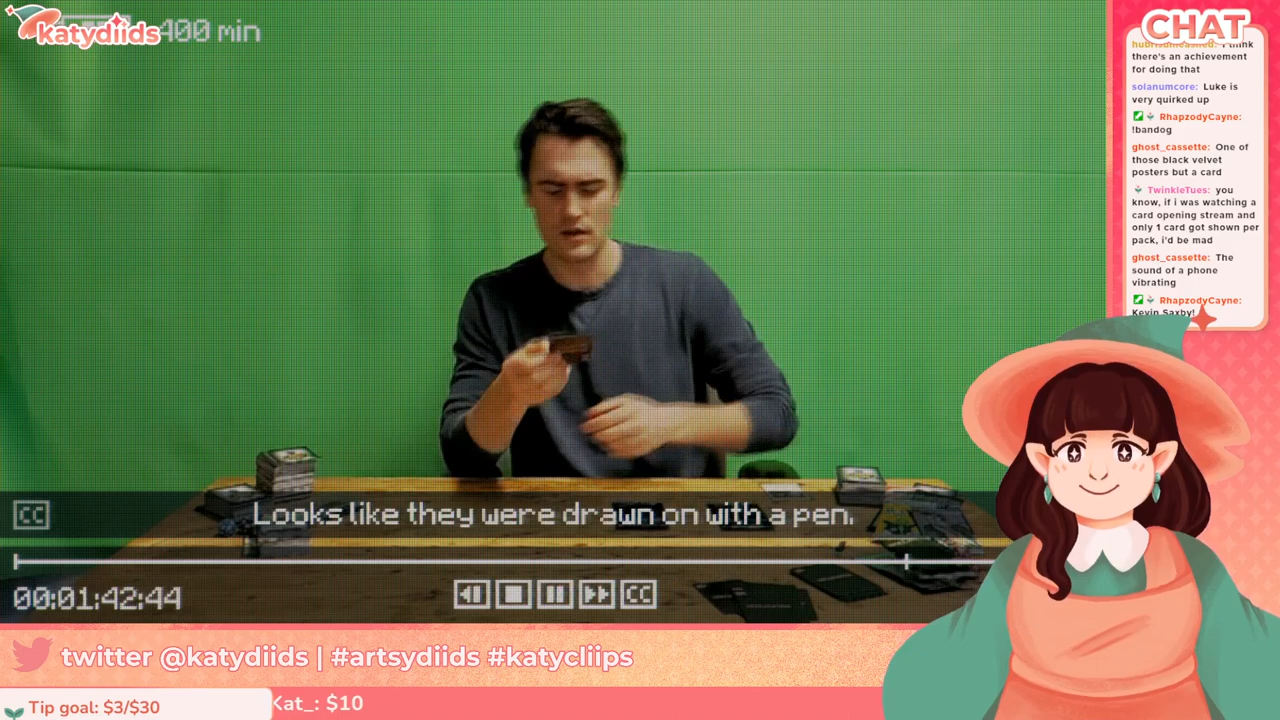 katydiids
400 min
CC
Looks like they were drawn on with a pen.
00:01:42:44
CC
CHAT
think
there's an achievement
for doing that
solanumcore: Luke is
very quirked up
RhapzodyCayne:
!bandog
ghost_cassette: One of
those black velvet
posters but a card
TwinkleTues: you
know, if i was watching a
card opening stream and
only 1 card got shown per
pack, i'd be mad
ghost_cassette: The
sound of a phone
vibrating
RhapzodyCayne:
Kevin Saxby!
twitter @katydiids | #artsydiids #katycliips
Tip goal: $3/$30
Kat_: $10